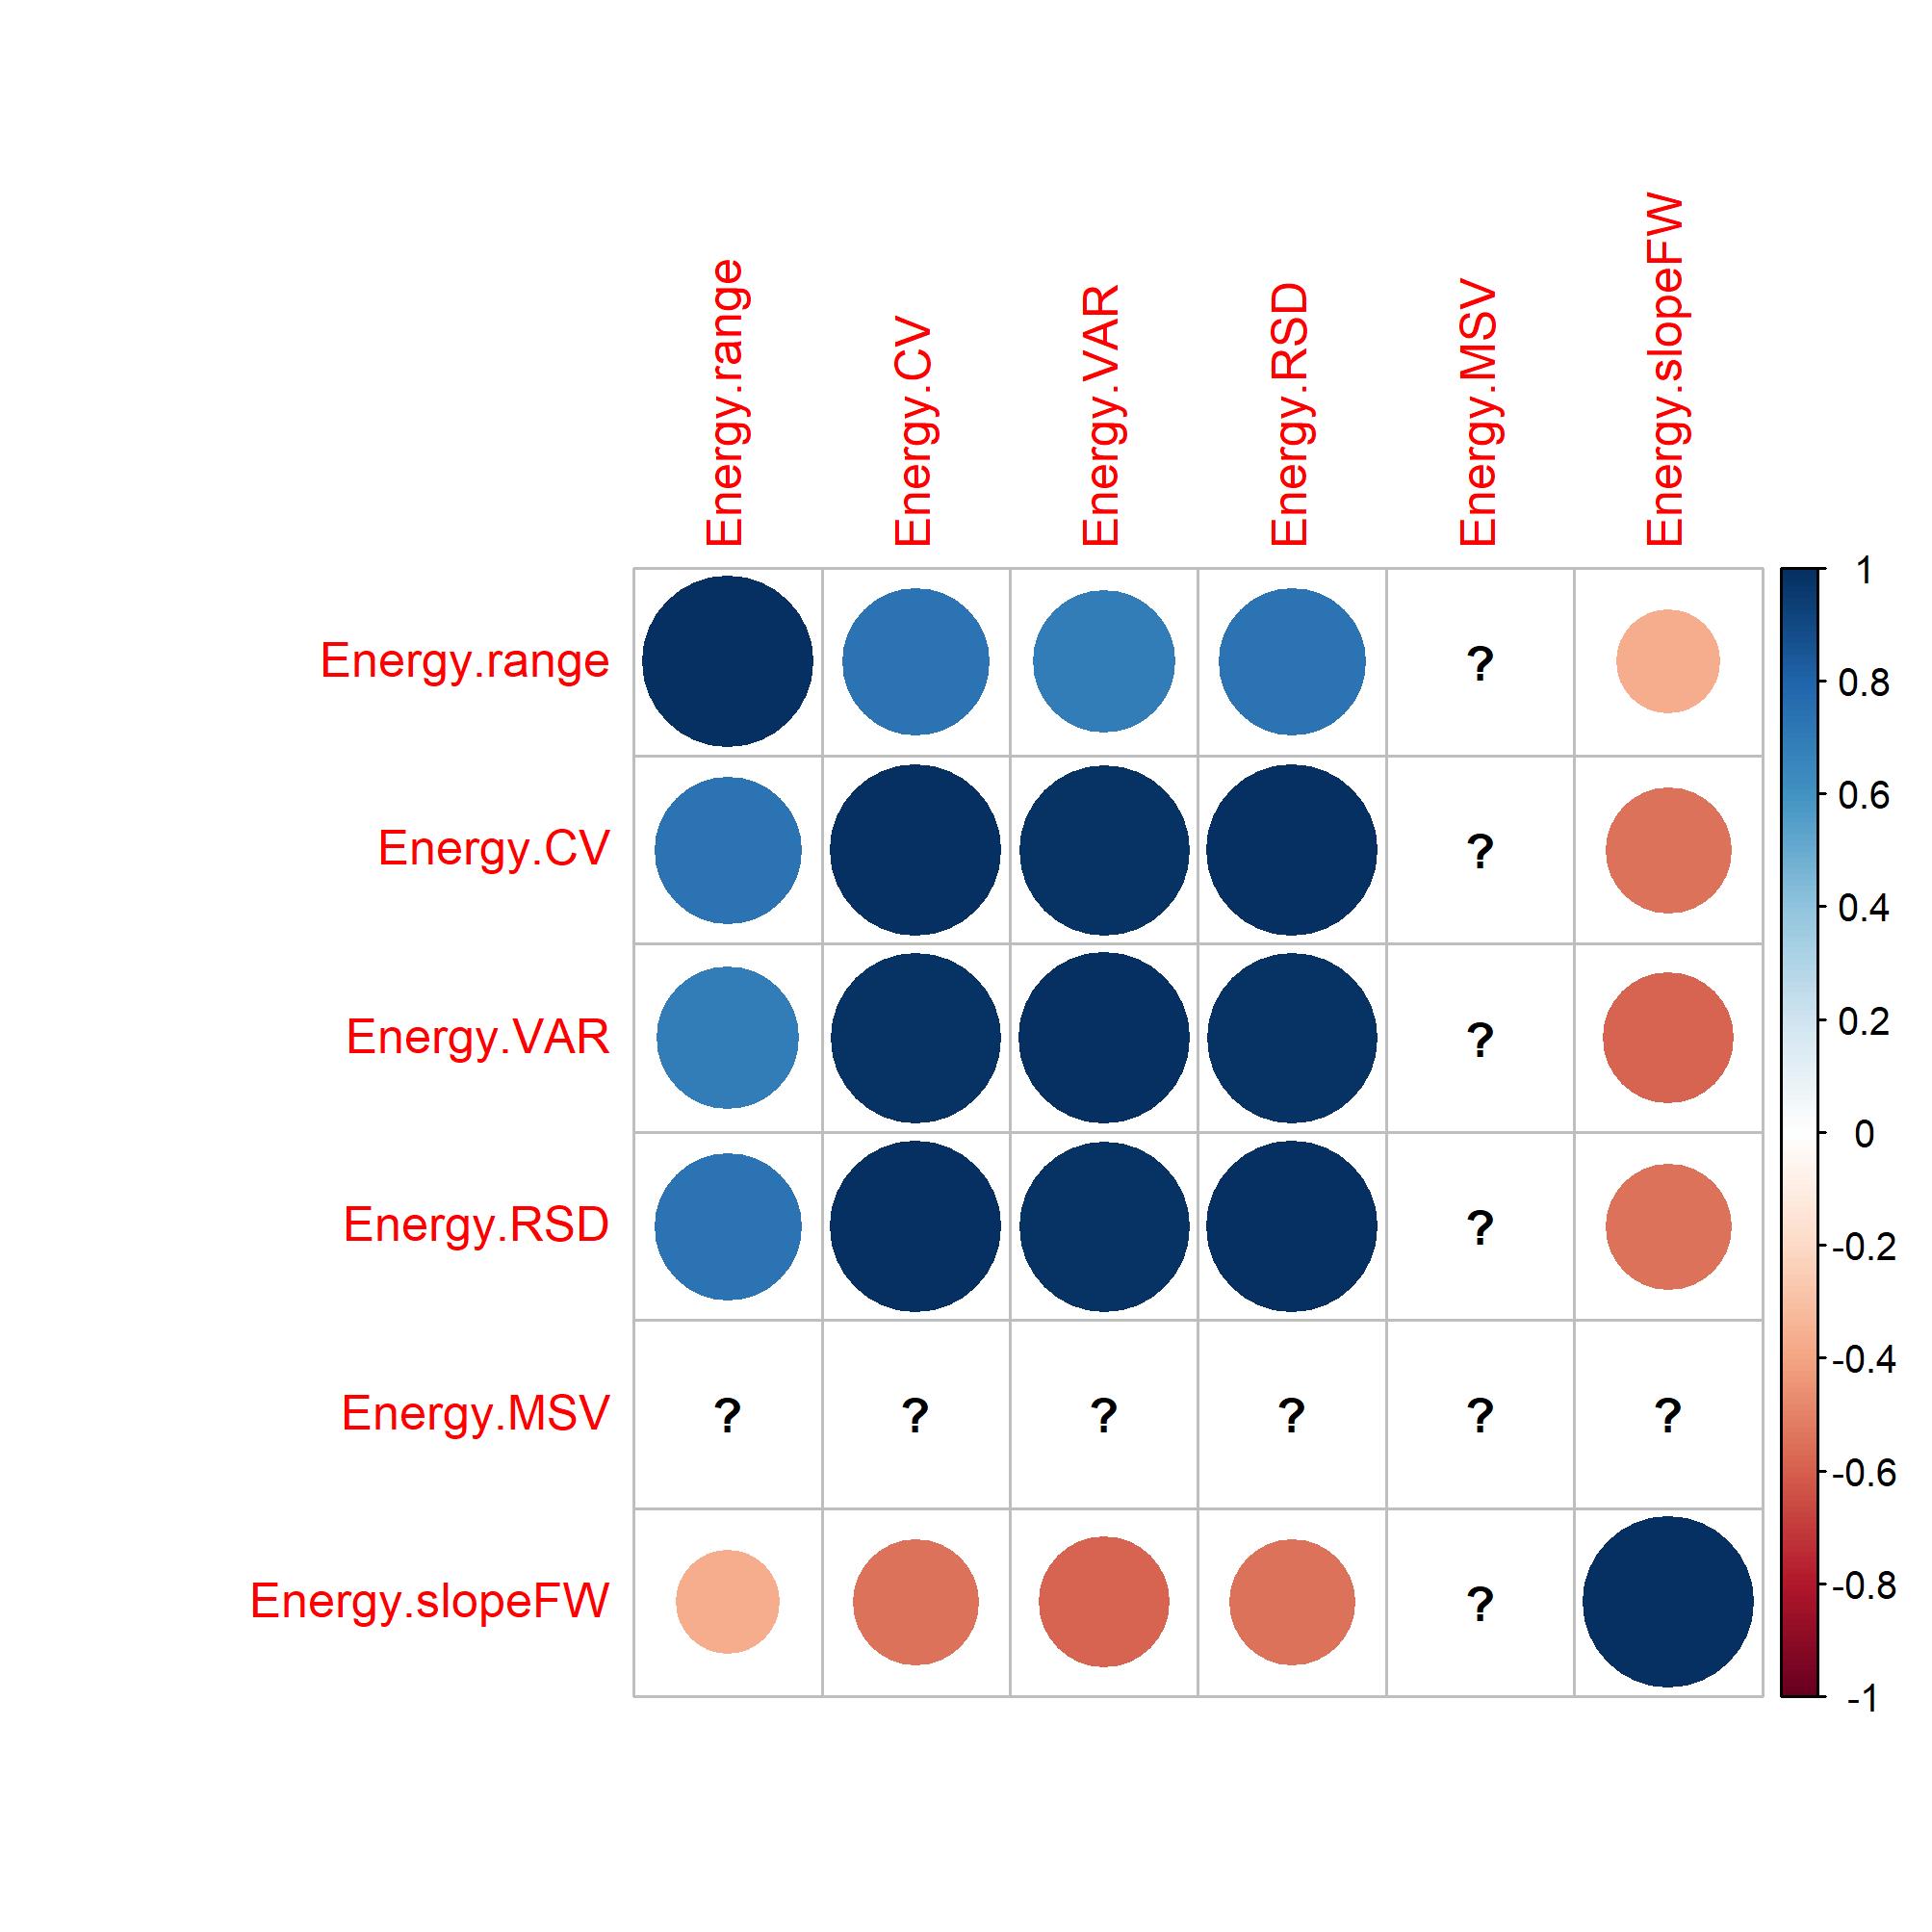 Energy.range
Energy.CV
Energy.VAR
Energy.RSD
Energy.MSV
Energy.slopeFW
Energy.range ?
Energy.CV ?
Energy.VAR ?
Energy.RSD ?
Energy.MSV ? ? ? ? ? ?
Energy.slopeFW ?
1
0.8
0.6
0.4
0.2
0
-0.2
-0.4
-0.6
-0.8
-1